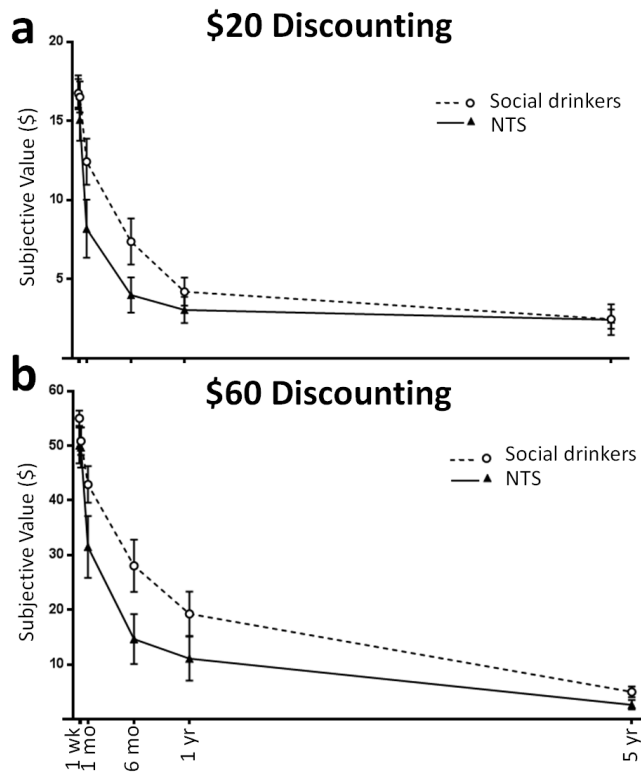 a
$20 Discounting
20
15
10
5
Subjective Value ($)
Social drinkers
NTS
b
$60 Discounting
60
50
40
30
20
10
Subjective Value ($)
Social drinkers
NTS
1 wk
1 mo
6 mo
1 yr
5 yr